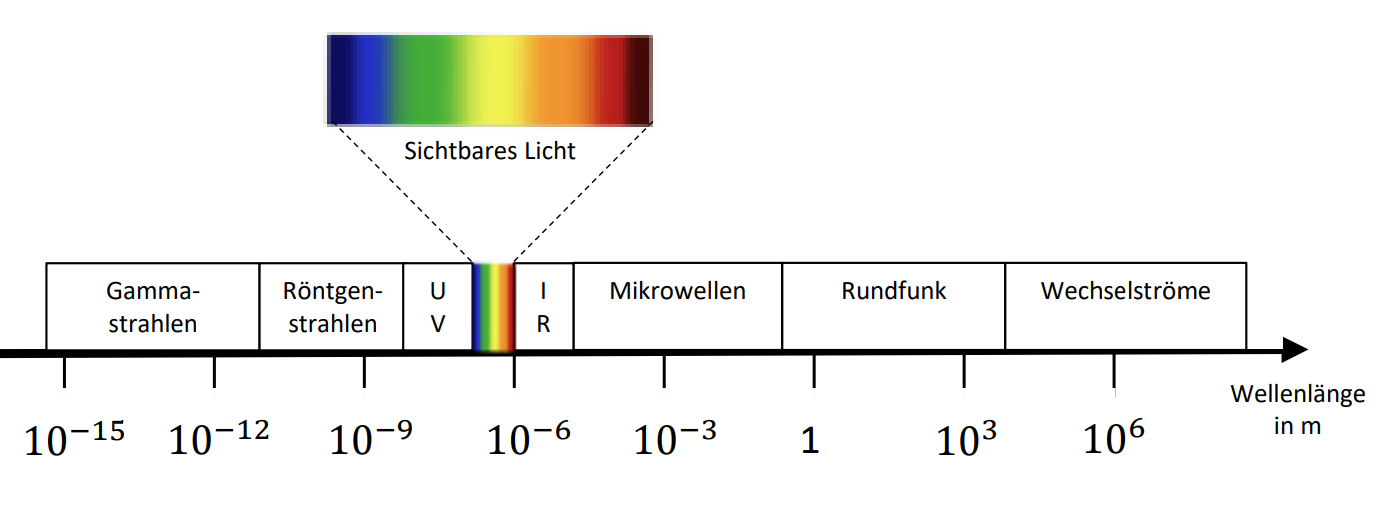 Sichtbares Licht
Gamma-
strahlen
Röntgen-
strahlen
U
V
I
R
Mikrowellen
Rundfunk
Wechselströme
10⁻¹⁵ 10⁻¹² 10⁻⁹ 10⁻⁶ 10⁻³ 1 10³ 10⁶
Wellenlänge
in m